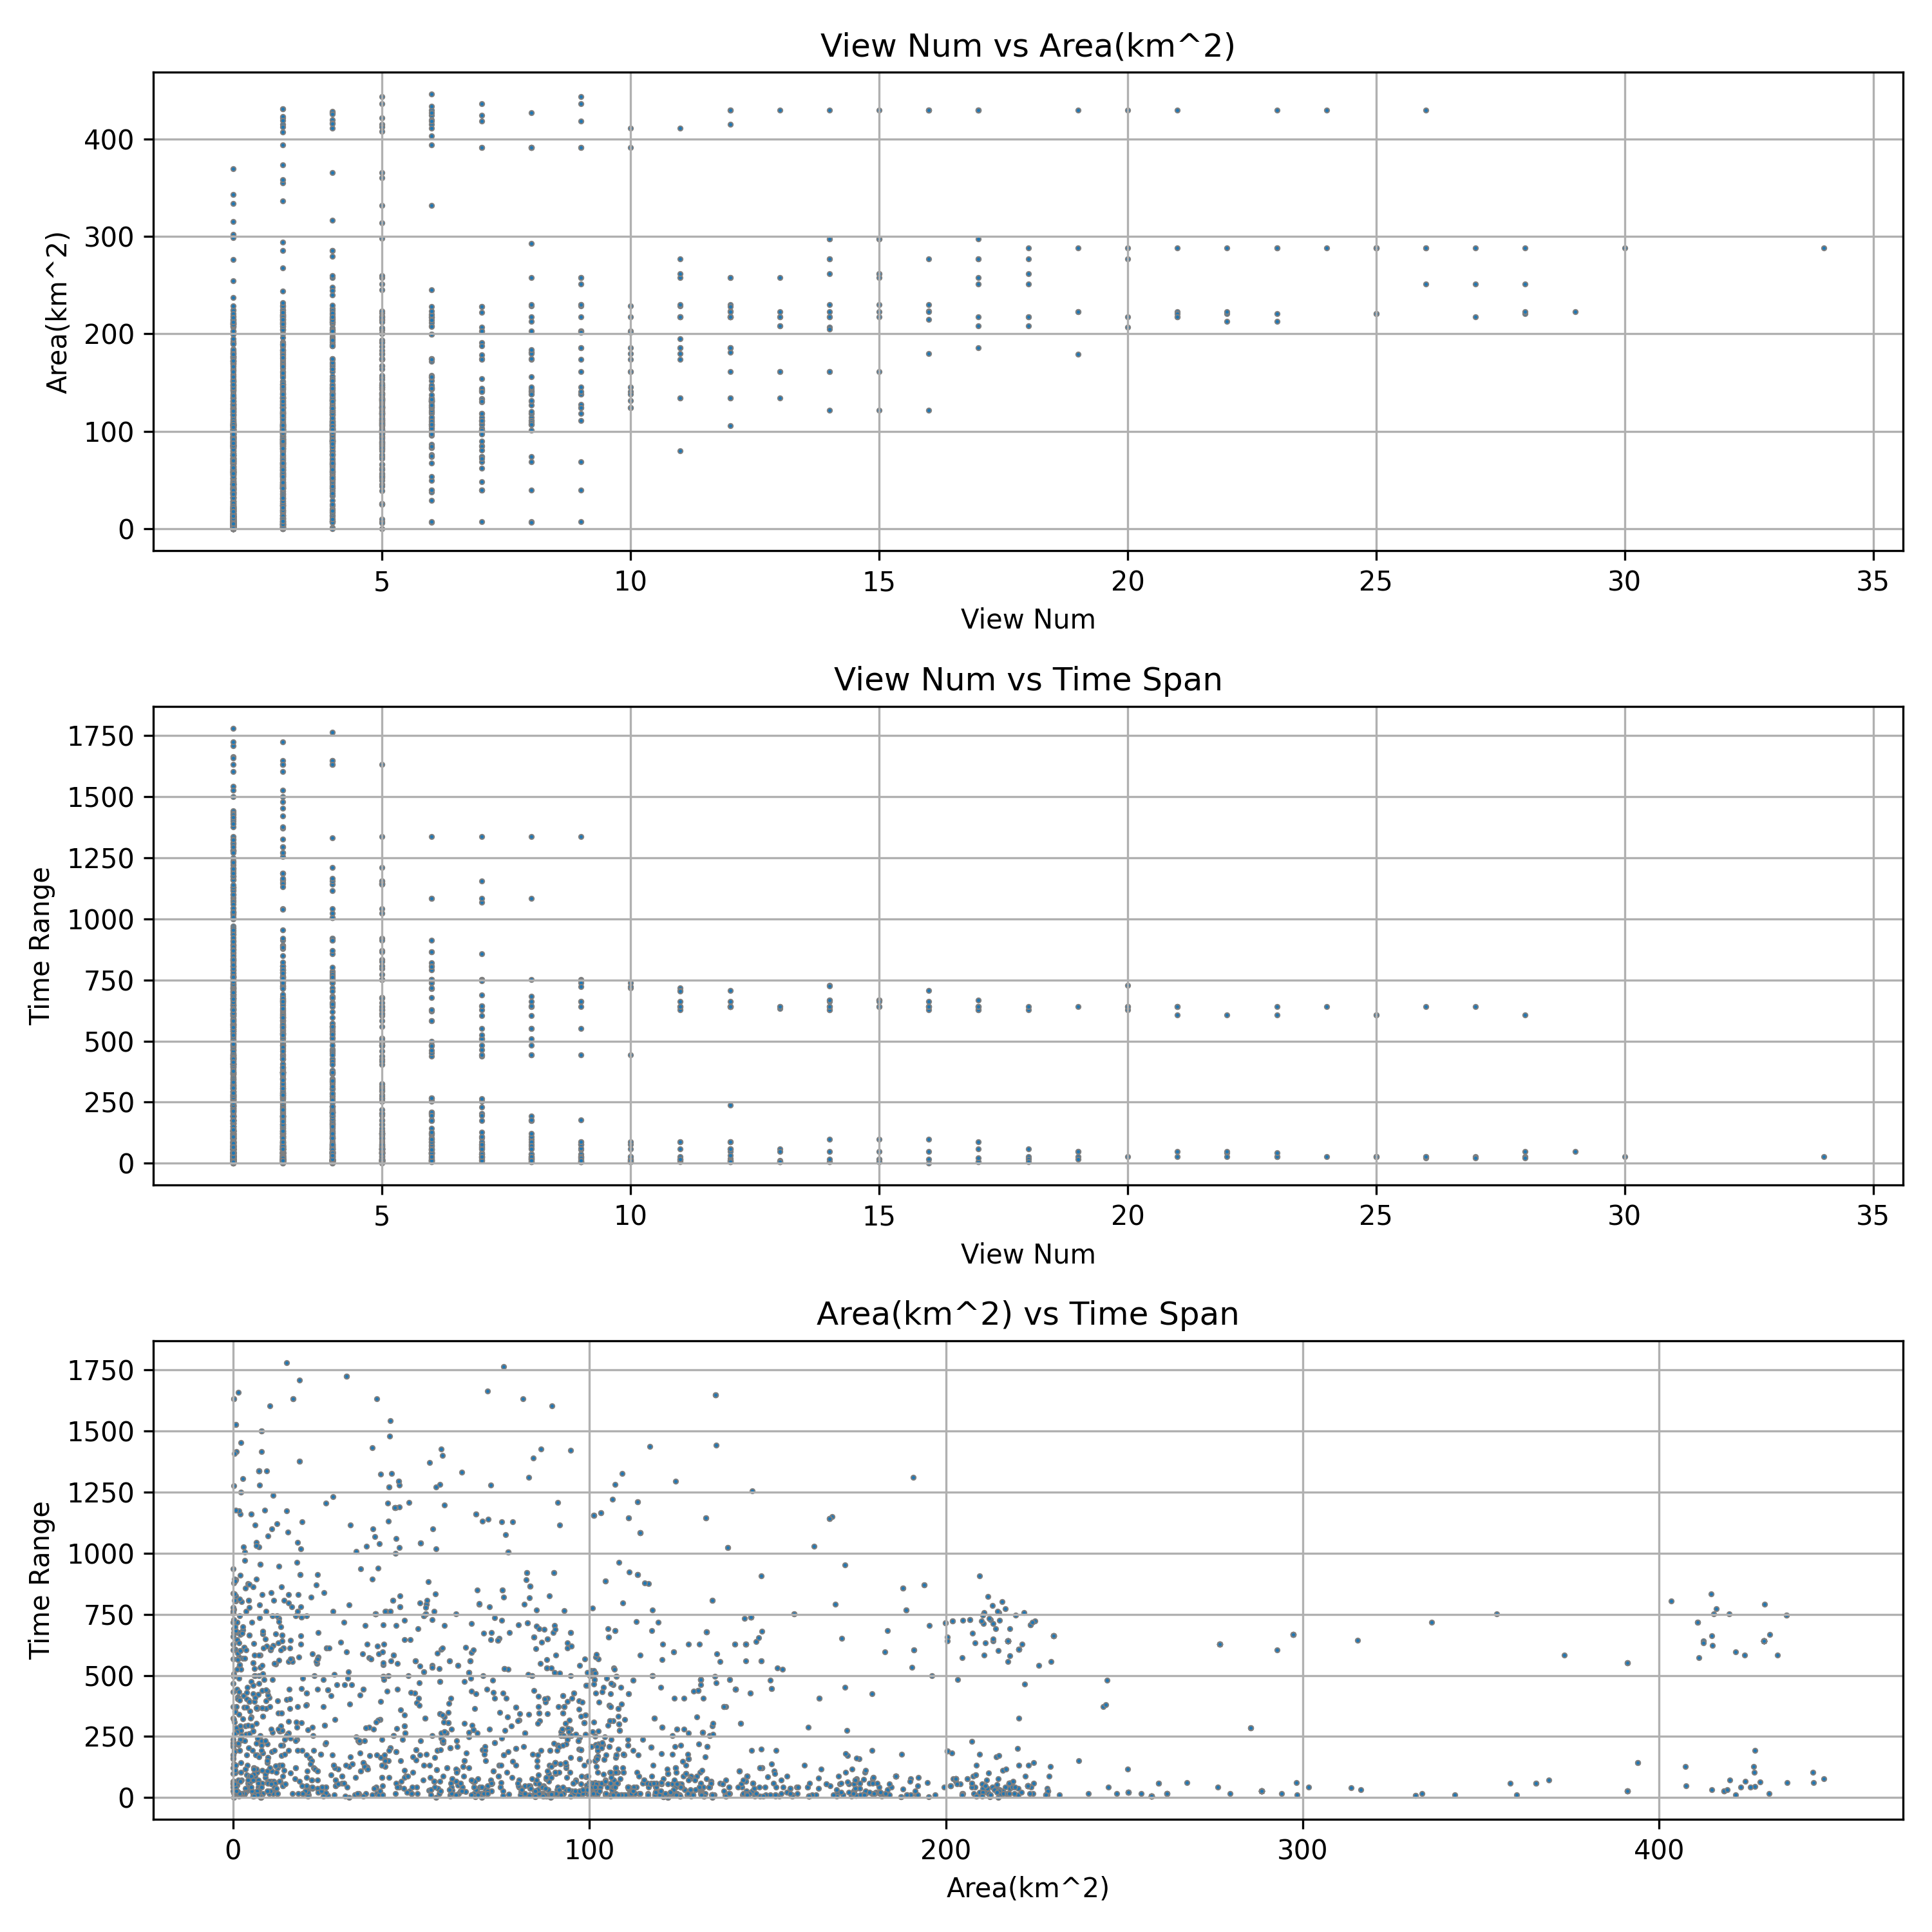 View Num vs Area(km^2)
Area(km^2)
400
300
200
100
0
5 10 15 20 25 30 35
View Num
View Num vs Time Span
Time Range
1750
1500
1250
1000
750
500
250
0
5 10 15 20 25 30 35
View Num
Area(km^2) vs Time Span
Time Range
1750
1500
1250
1000
750
500
250
0
0 100 200 300 400
Area(km^2)